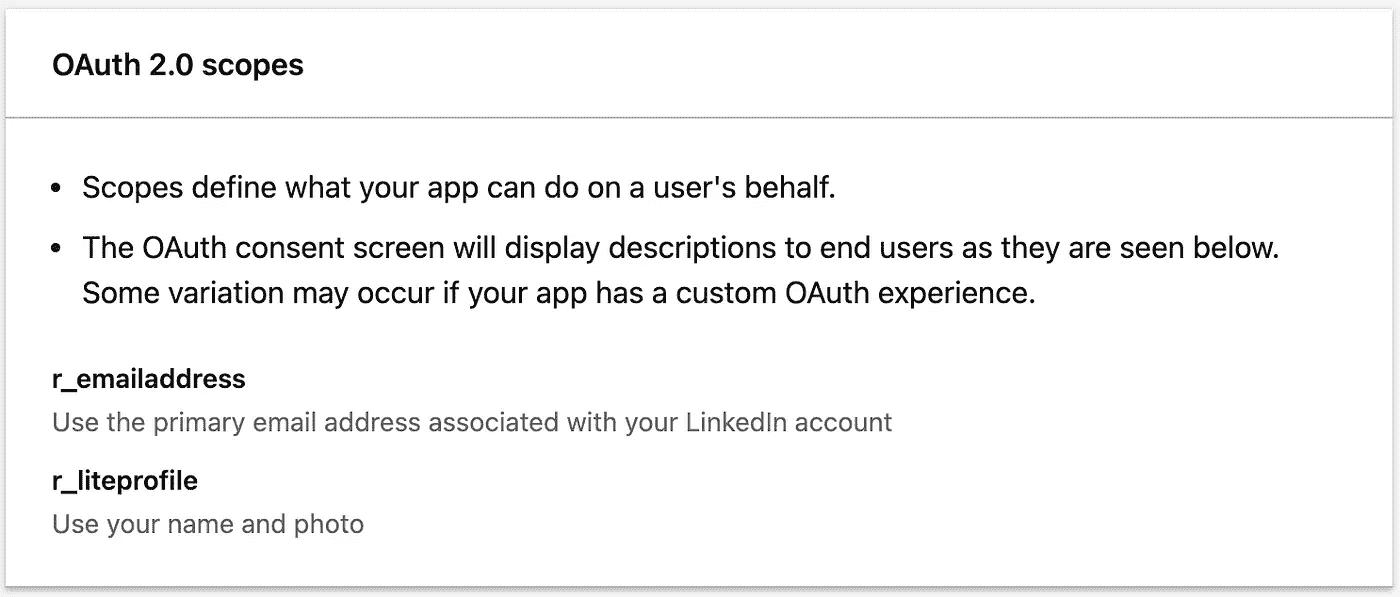 OAuth 2.0 scopes
• Scopes define what your app can do on a user's behalf.
• The OAuth consent screen will display descriptions to end users as they are seen below.
Some variation may occur if your app has a custom OAuth experience.
r_emailaddress
Use the primary email address associated with your LinkedIn account
r_liteprofile
Use your name and photo